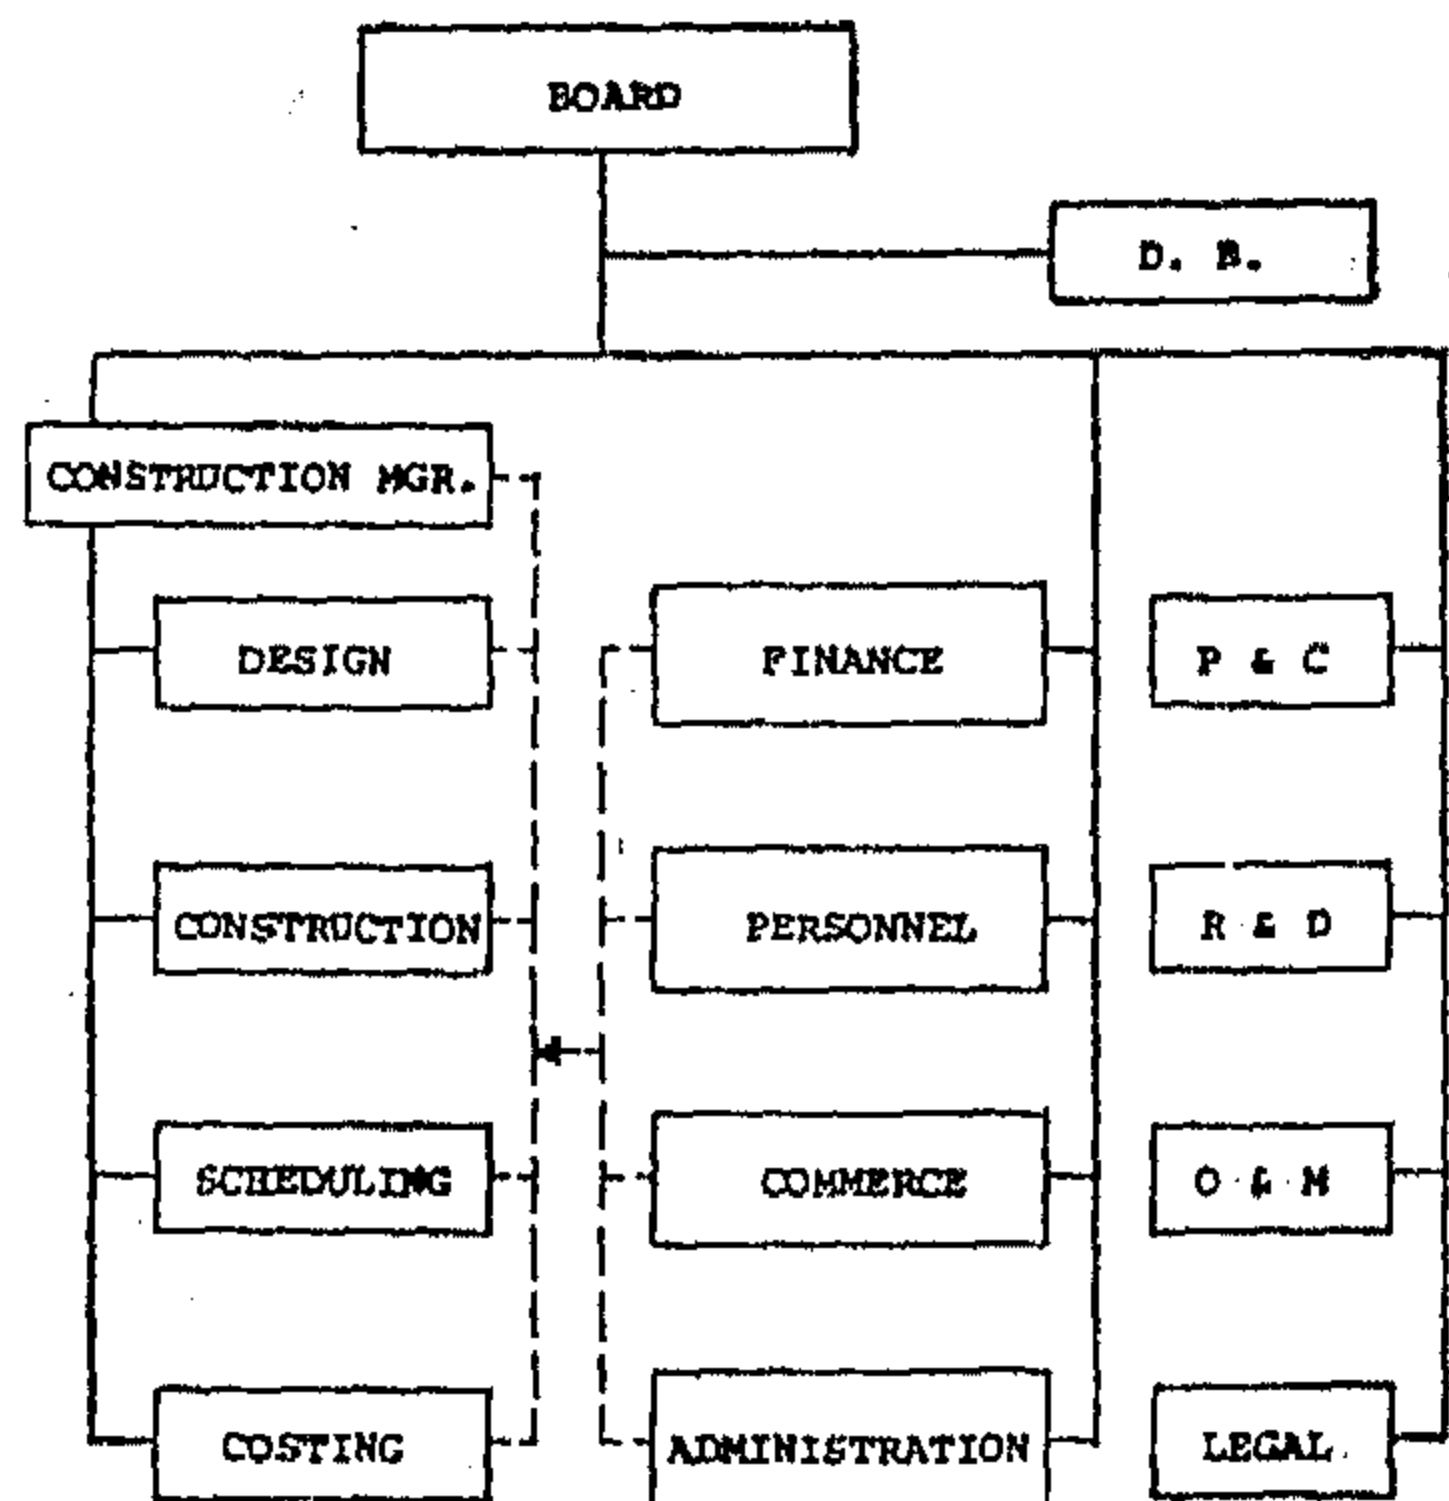 BOARD
D. B.
CONSTRUCTION MGR.
DESIGN
FINANCE
P & C
CONSTRUCTION
PERSONNEL
R & D
SCHEDULING
COMMERCE
O & M
COSTING
ADMINISTRATION
LEGAL